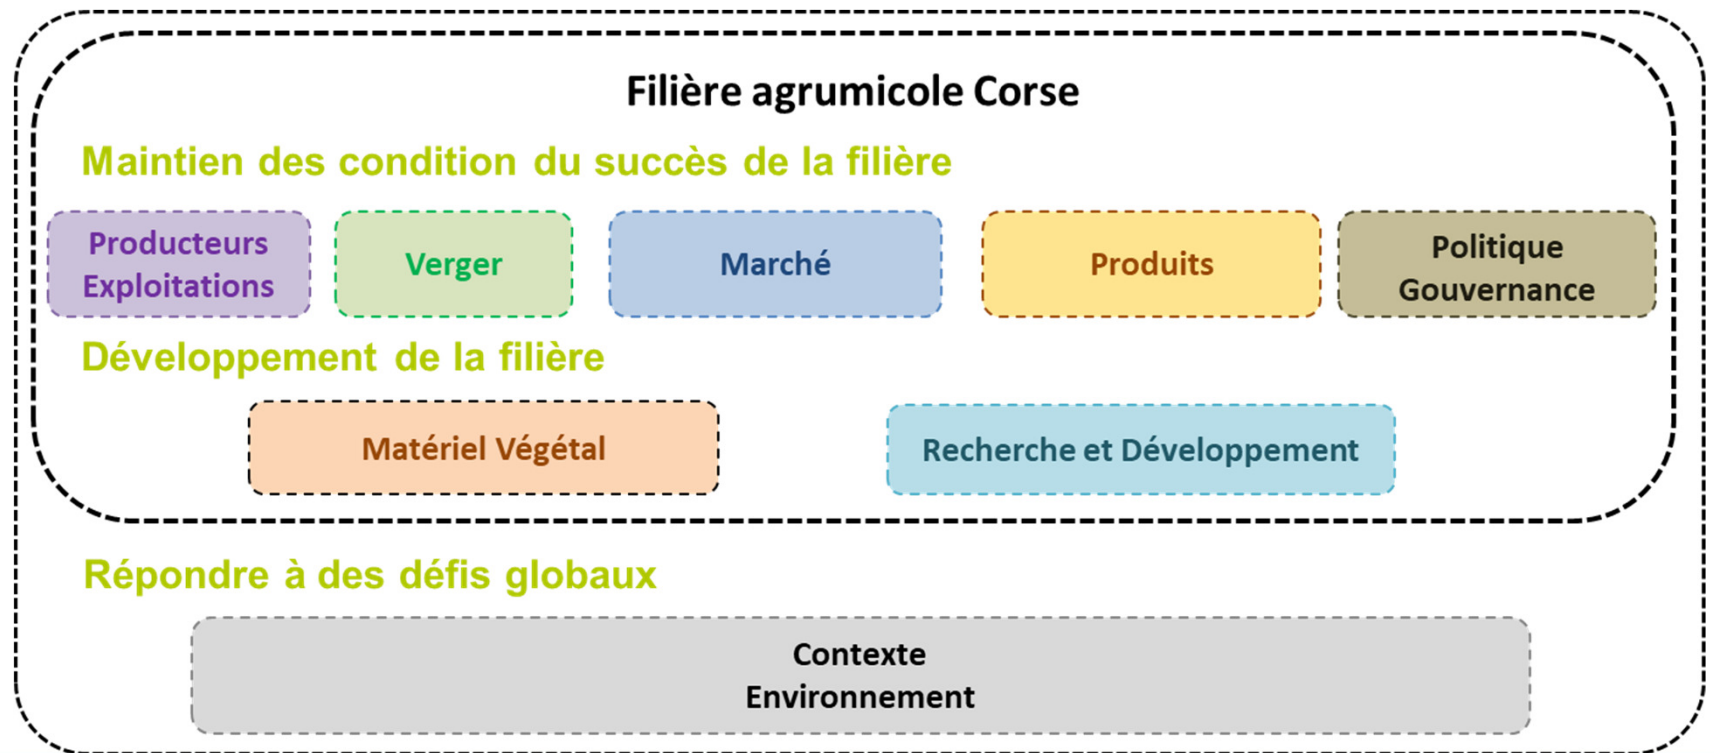 Filière agrumicole Corse
Maintien des condition du succès de la filière
Producteurs
Exploitations
Verger
Marché
Produits
Politique
Gouvernance
Développement de la filière
Matériel Végétal
Recherche et Développement
Répondre à des défis globaux
Contexte
Environnement